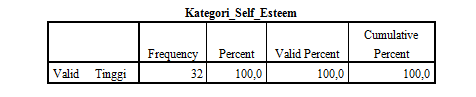 Kategori_Self_Esteem
Frequency Percent Valid Percent Cumulative Percent
Valid Tinggi 32 100,0 100,0 100,0